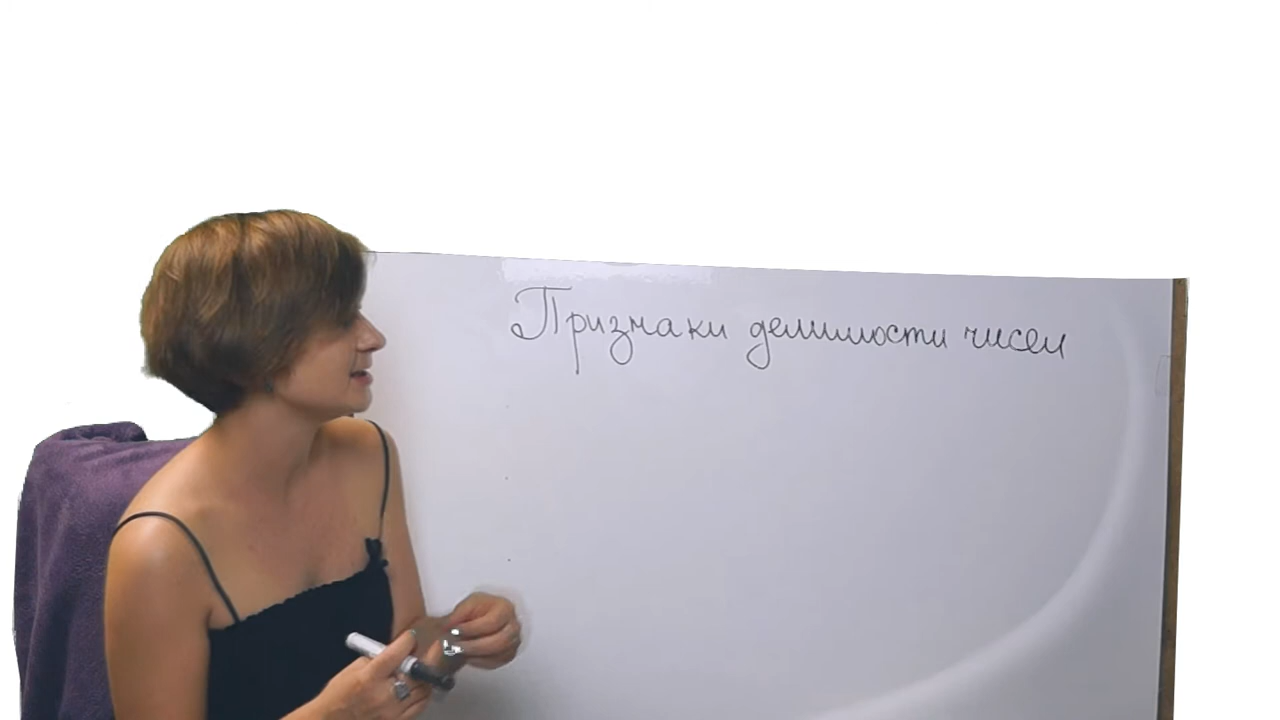 Признаки делимости чисел